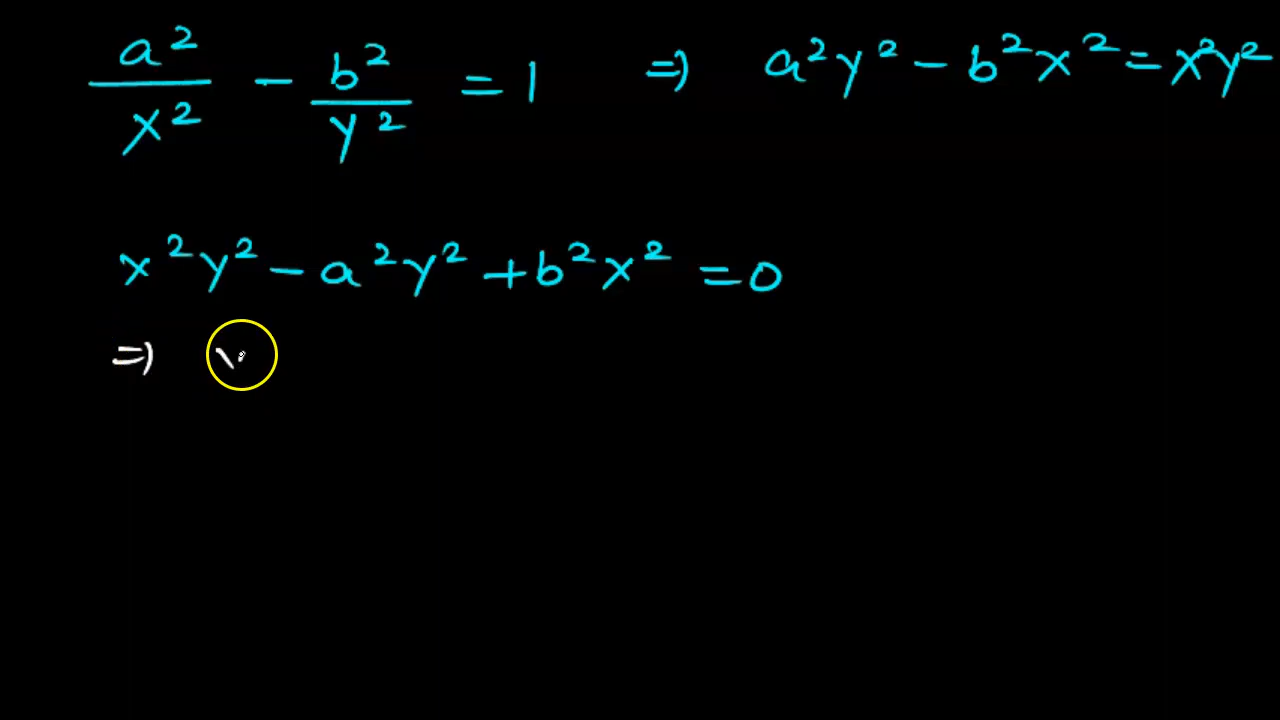 a²/x² - b²/y² = 1 ⇒ a²y² - b²x² = x²y²
x²y² - a²y² + b²x² = 0
⇒